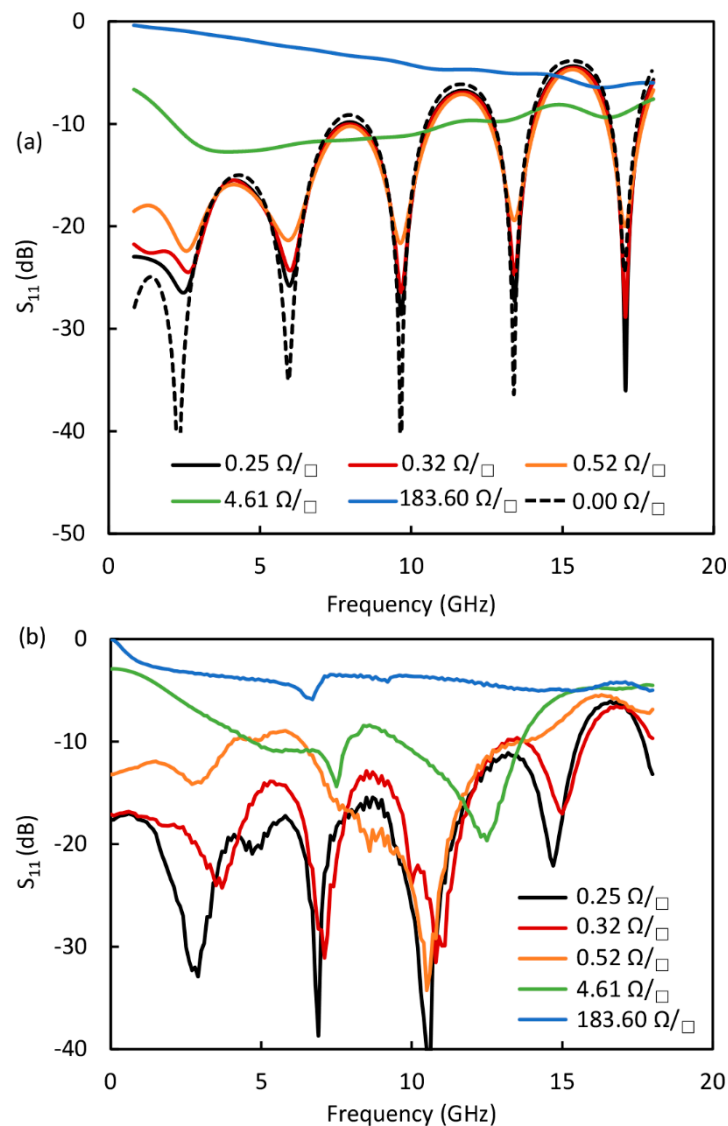 0
-10
(a)
-20
S11 (dB)
-30
-40
-50
0.25 Ω/□ 0.32 Ω/□ 0.52 Ω/□
4.61 Ω/□ 183.60 Ω/□ 0.00 Ω/□
0 5 10 15 20
Frequency (GHz)
(b)
0
-10
S11 (dB)
-20
-30
-40
0.25 Ω/□
0.32 Ω/□
0.52 Ω/□
4.61 Ω/□
183.60 Ω/□
0 5 10 15 20
Frequency (GHz)